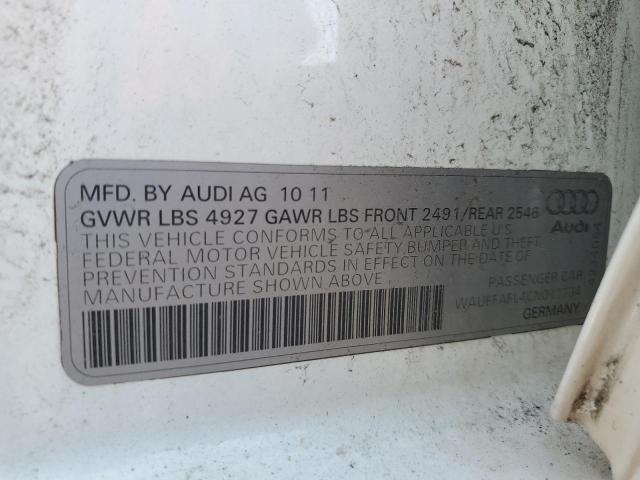 MFD. BY AUDI AG 10 11
GVWR LBS 4927 GAWR LBS FRONT 2491/REAR 2546
THIS VEHICLE CONFORMS TO ALL APPLICABLE U.S
FEDERAL MOTOR VEHICLE SAFETY, BUMPER AND THEFT
PREVENTION STANDARDS IN EFFECT ON THE DATE OF
MANUFACTURE SHOWN ABOVE
Audi
PASSENGER CAR
GERMANY